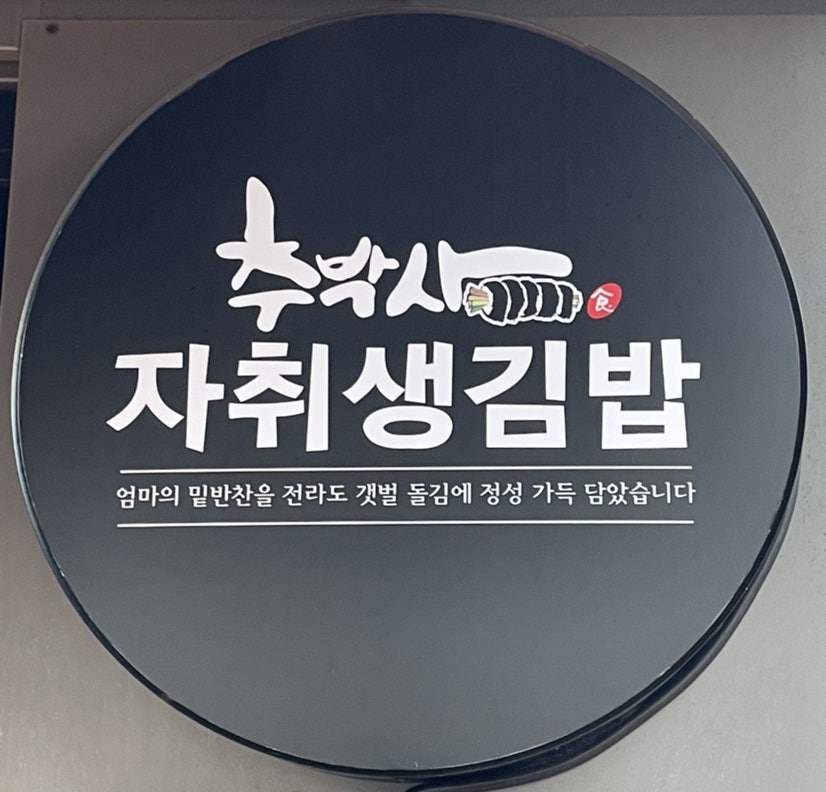 추박사 食
자취생김밥
엄마의 밑반찬을 전라도 갯벌 돌김에 정성 가득 담았습니다